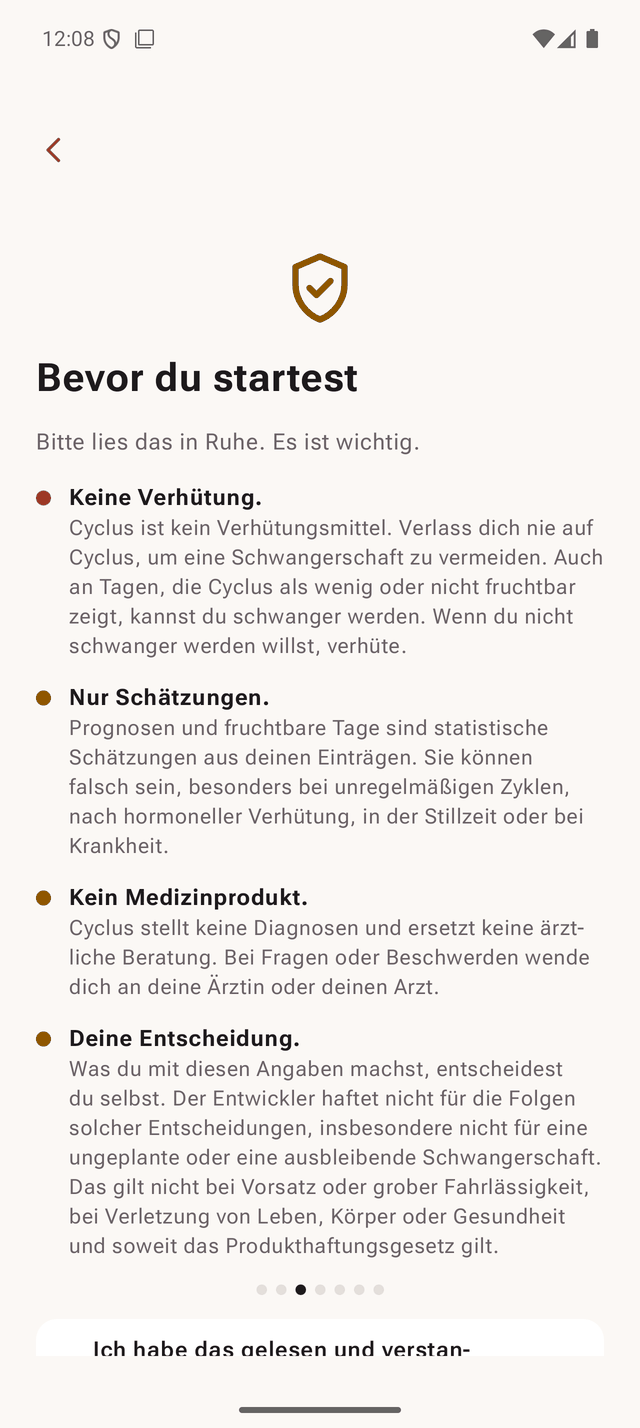 12:08
Bevor du startest
Bitte lies das in Ruhe. Es ist wichtig.
Keine Verhütung.
Cyclus ist kein Verhütungsmittel. Verlass dich nie auf
Cyclus, um eine Schwangerschaft zu vermeiden. Auch
an Tagen, die Cyclus als wenig oder nicht fruchtbar
zeigt, kannst du schwanger werden. Wenn du nicht
schwanger werden willst, verhüte.
Nur Schätzungen.
Prognosen und fruchtbare Tage sind statistische
Schätzungen aus deinen Einträgen. Sie können
falsch sein, besonders bei unregelmäßigen Zyklen,
nach hormoneller Verhütung, in der Stillzeit oder bei
Krankheit.
Kein Medizinprodukt.
Cyclus stellt keine Diagnosen und ersetzt keine ärzt-
liche Beratung. Bei Fragen oder Beschwerden wende
dich an deine Ärztin oder deinen Arzt.
Deine Entscheidung.
Was du mit diesen Angaben machst, entscheidest
du selbst. Der Entwickler haftet nicht für die Folgen
solcher Entscheidungen, insbesondere nicht für eine
ungeplante oder eine ausbleibende Schwangerschaft.
Das gilt nicht bei Vorsatz oder grober Fahrlässigkeit,
bei Verletzung von Leben, Körper oder Gesundheit
und soweit das Produkthaftungsgesetz gilt.
Ich habe das gelesen und verstan-